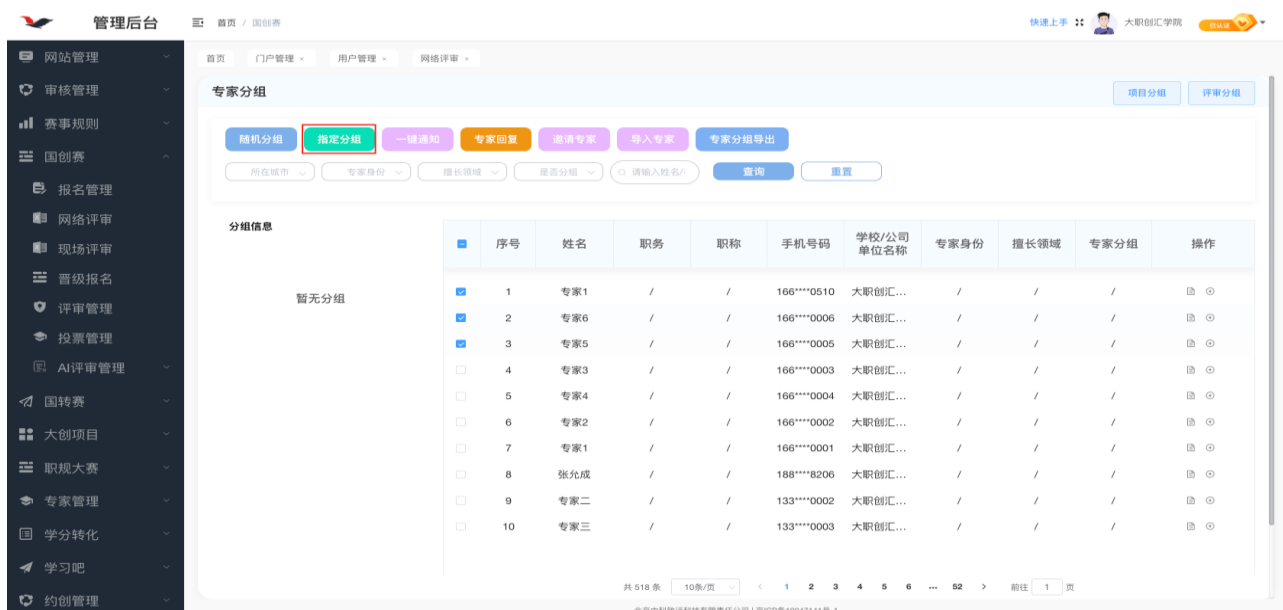 管理后台 首页 / 国创赛 快速上手 大职创汇学院 已认证
网站管理
审核管理
赛事规则
国创赛
报名管理
网络评审
现场评审
晋级报名
评审管理
投票管理
AI评审管理
国转赛
大创项目
职规大赛
专家管理
学分转化
学习吧
约创管理
首页 门户管理 × 用户管理 × 网络评审 ×
专家分组 项目分组 评审分组
随机分组 指定分组 一键通知 专家回复 邀请专家 导入专家 专家分组导出
所在城市 专家身份 擅长领域 是否分组 请输入姓名/ 查询 重置
分组信息
暂无分组
序号 姓名 职务 职称 手机号码 学校/公司单位名称 专家身份 擅长领域 专家分组 操作
1 专家1 / / 166****0510 大职创汇... / / /
2 专家6 / / 166****0006 大职创汇... / / /
3 专家5 / / 166****0005 大职创汇... / / /
4 专家3 / / 166****0003 大职创汇... / / /
5 专家4 / / 166****0004 大职创汇... / / /
6 专家2 / / 166****0002 大职创汇... / / /
7 专家1 / / 166****0001 大职创汇... / / /
8 张允成 / / 188****8206 大职创汇... / / /
9 专家二 / / 133****0002 大职创汇... / / /
10 专家三 / / 133****0003 大职创汇... / / /
共 518 条 10条/页 < 1 2 3 4 5 6 ... 52 > 前往 1 页